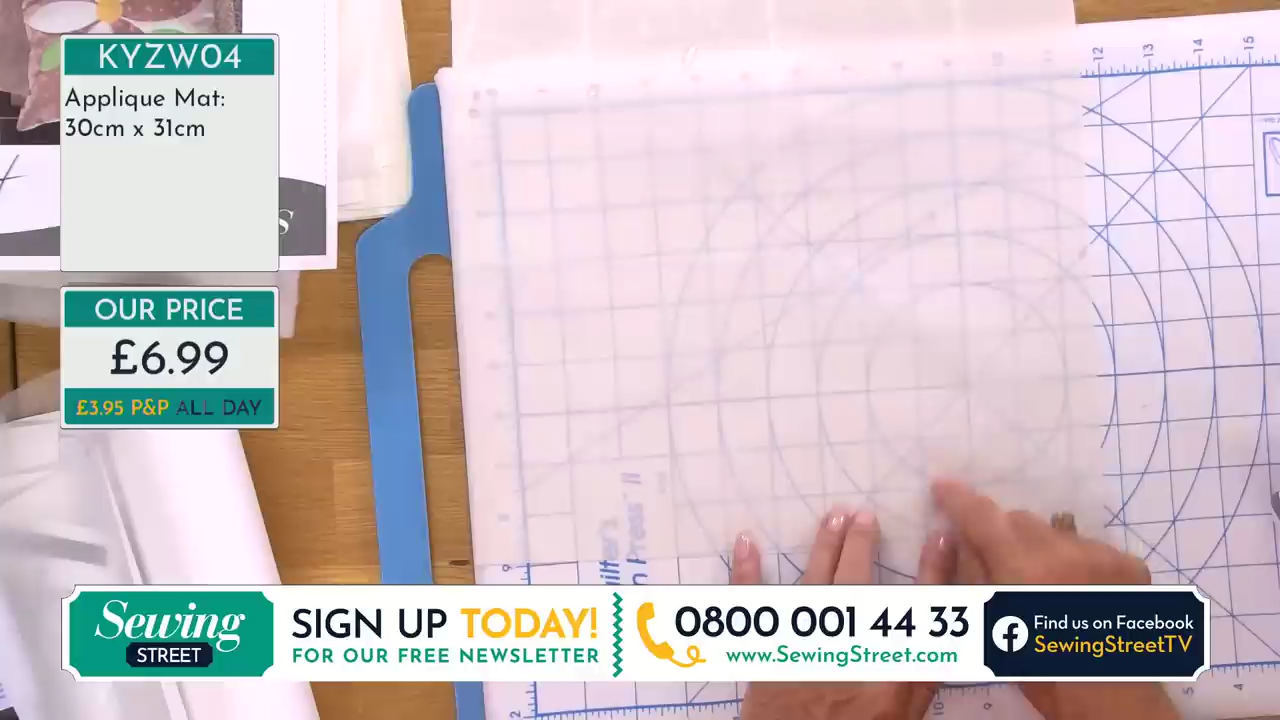 KYZW04
Applique Mat:
30cm x 31cm
OUR PRICE
£6.99
£3.95 P&P ALL DAY
12
13
14
15
Press II
Sewing
STREET
SIGN UP TODAY!
FOR OUR FREE NEWSLETTER
0800 001 44 33
www.SewingStreet.com
Find us on Facebook
SewingStreetTV